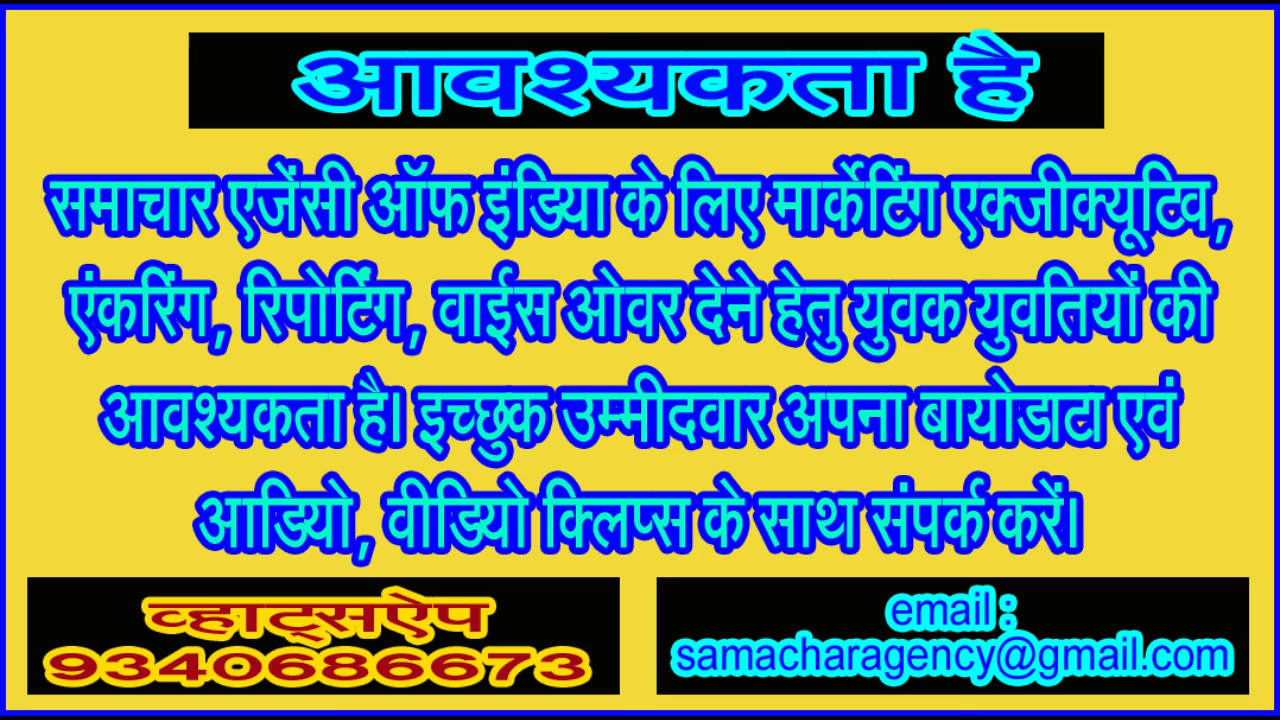 आवश्यकता है
समाचार एजेंसी ऑफ इंडिया के लिए मार्केटिंग एक्जीक्यूटिव,
एंकरिंग, रिपोर्टिंग, वाईस ओवर देने हेतु युवक युवतियों की
आवश्यकता है। इच्छुक उम्मीदवार अपना बायोडाटा एवं
आडियो, वीडियो क्लिप्स के साथ संपर्क करें।
व्हाट्सऐप
9340686673
email :
samacharagency@gmail.com